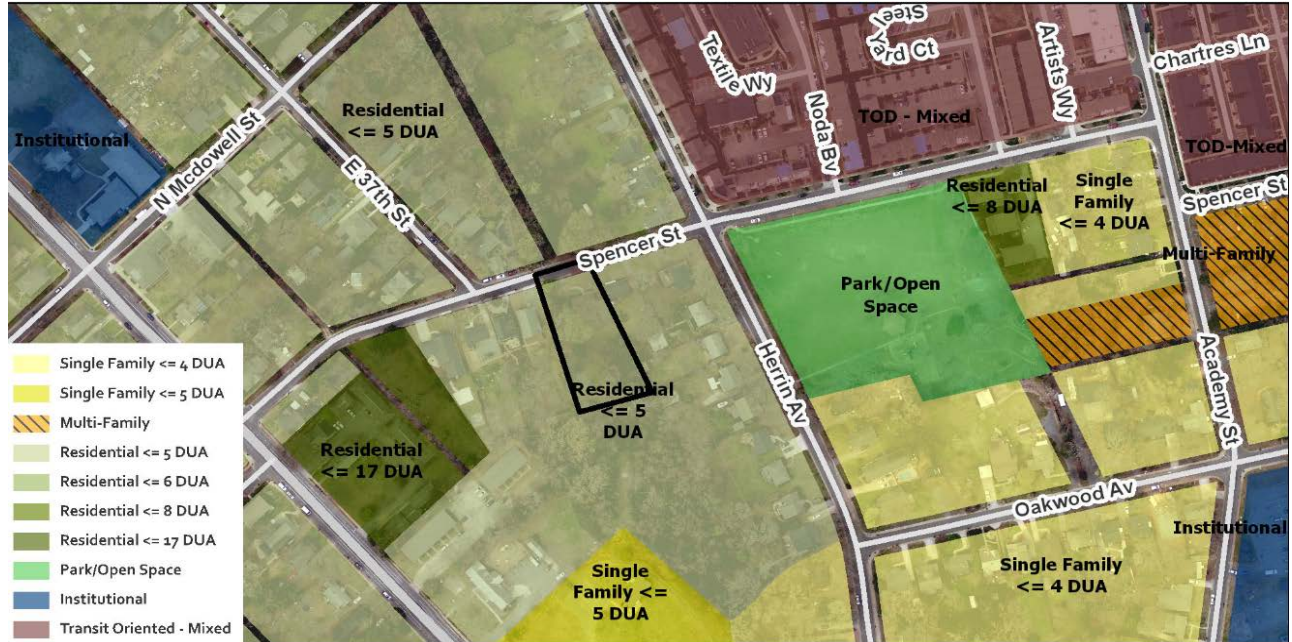 Steel
Yard Ct
Textile Wy
Artists Wy
Chartres Ln
Residential
<= 5 DUA
Institutional
N Mcdowell St
E 37th St
Noda Bv
TOD - Mixed
TOD-Mixed
Spencer St
Residential
<= 8 DUA
Single
Family
<= 4 DUA
Spencer St
Multi-Family
Park/Open
Space
Herrin Av
Academy St
Residential
<= 5
DUA
Residential
<= 17 DUA
Oakwood Av
Institutional
Single
Family <=
5 DUA
Single Family
<= 4 DUA
Single Family <= 4 DUA
Single Family <= 5 DUA
Multi-Family
Residential <= 5 DUA
Residential <= 6 DUA
Residential <= 8 DUA
Residential <= 17 DUA
Park/Open Space
Institutional
Transit Oriented - Mixed